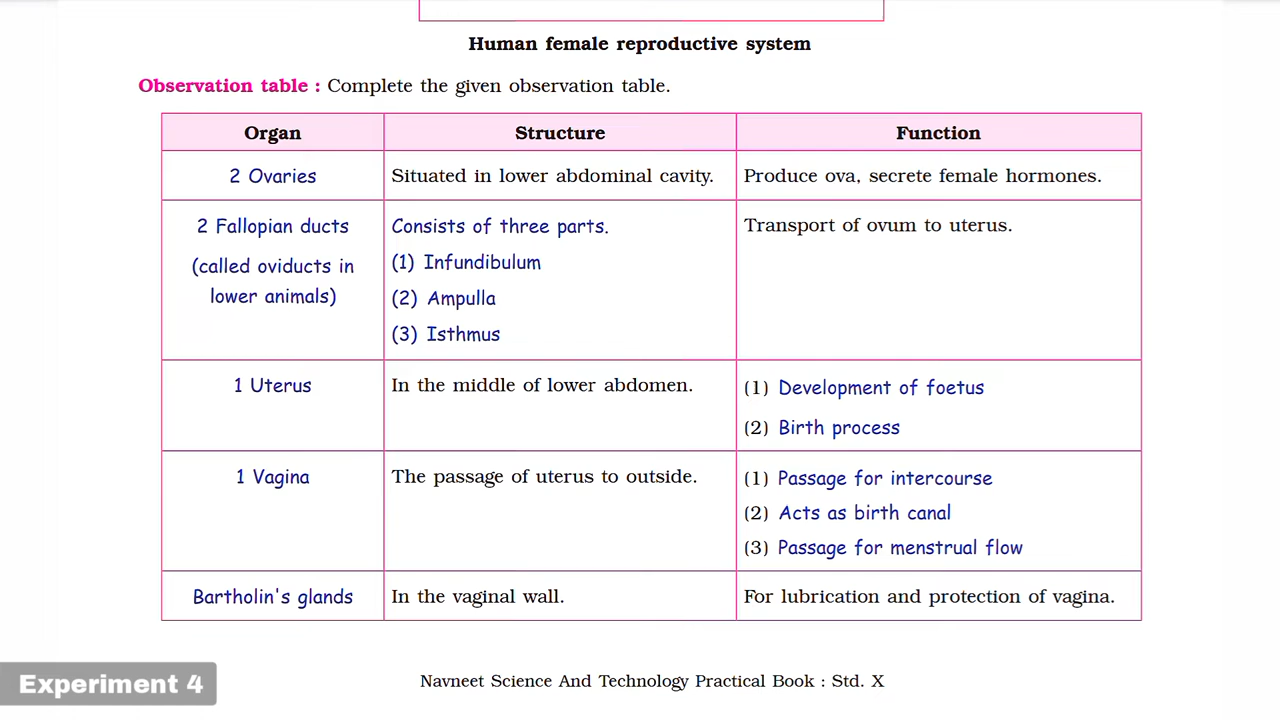 Human female reproductive system
Observation table : Complete the given observation table.
Organ Structure Function
2 Ovaries Situated in lower abdominal cavity. Produce ova, secrete female hormones.
2 Fallopian ducts Consists of three parts. Transport of ovum to uterus.
(called oviducts in (1) Infundibulum
lower animals) (2) Ampulla
(3) Isthmus
1 Uterus In the middle of lower abdomen. (1) Development of foetus
(2) Birth process
1 Vagina The passage of uterus to outside. (1) Passage for intercourse
(2) Acts as birth canal
(3) Passage for menstrual flow
Bartholin's glands In the vaginal wall. For lubrication and protection of vagina.
Experiment 4
Navneet Science And Technology Practical Book : Std. X